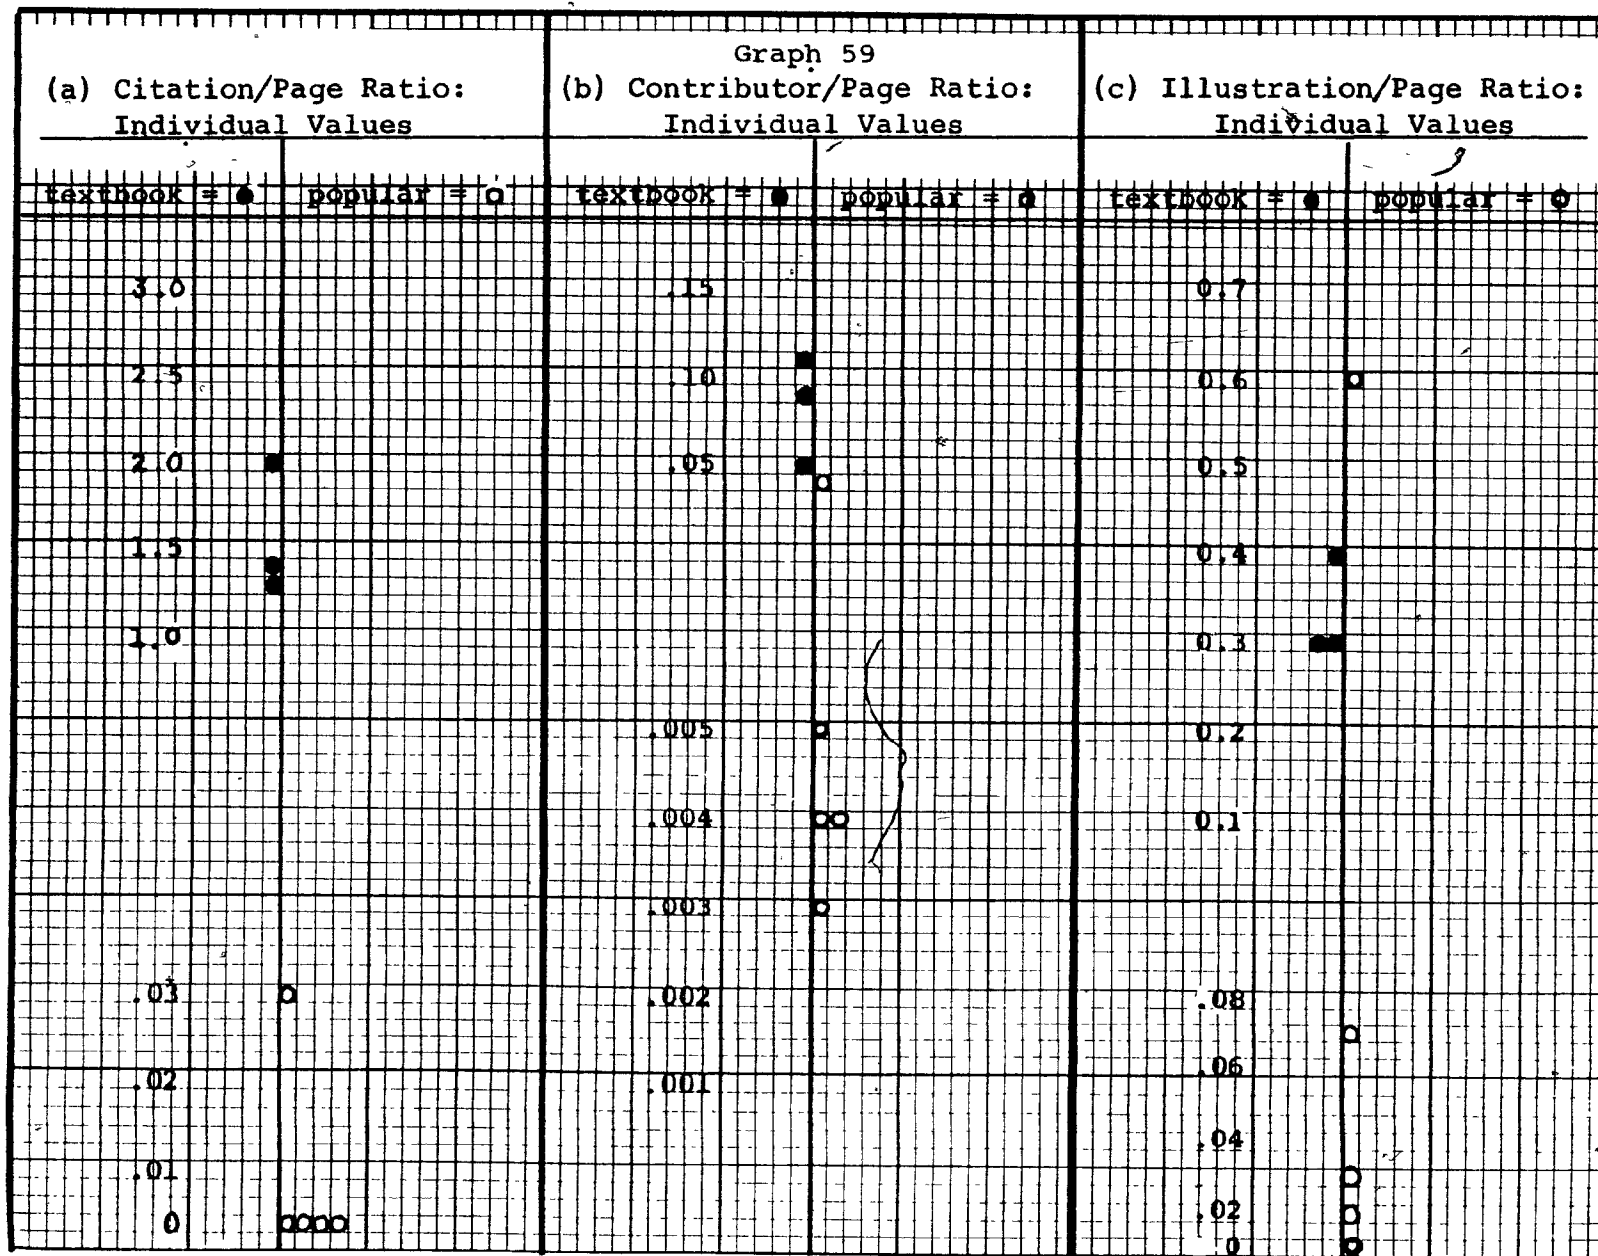 Graph 59
(a) Citation/Page Ratio:
Individual Values
textbook = ● popular = o
3.0
2.5
2.0
1.5
1.0
.03
.02
.01
0
(b) Contributor/Page Ratio:
Individual Values
textbook = ● popular = o
.15
.10
.05
.005
.004
.003
.002
.001
(c) Illustration/Page Ratio:
Individual Values
textbook = ● popular = o
0.7
0.6
0.5
0.4
0.3
0.2
0.1
.08
.06
.04
.02
0